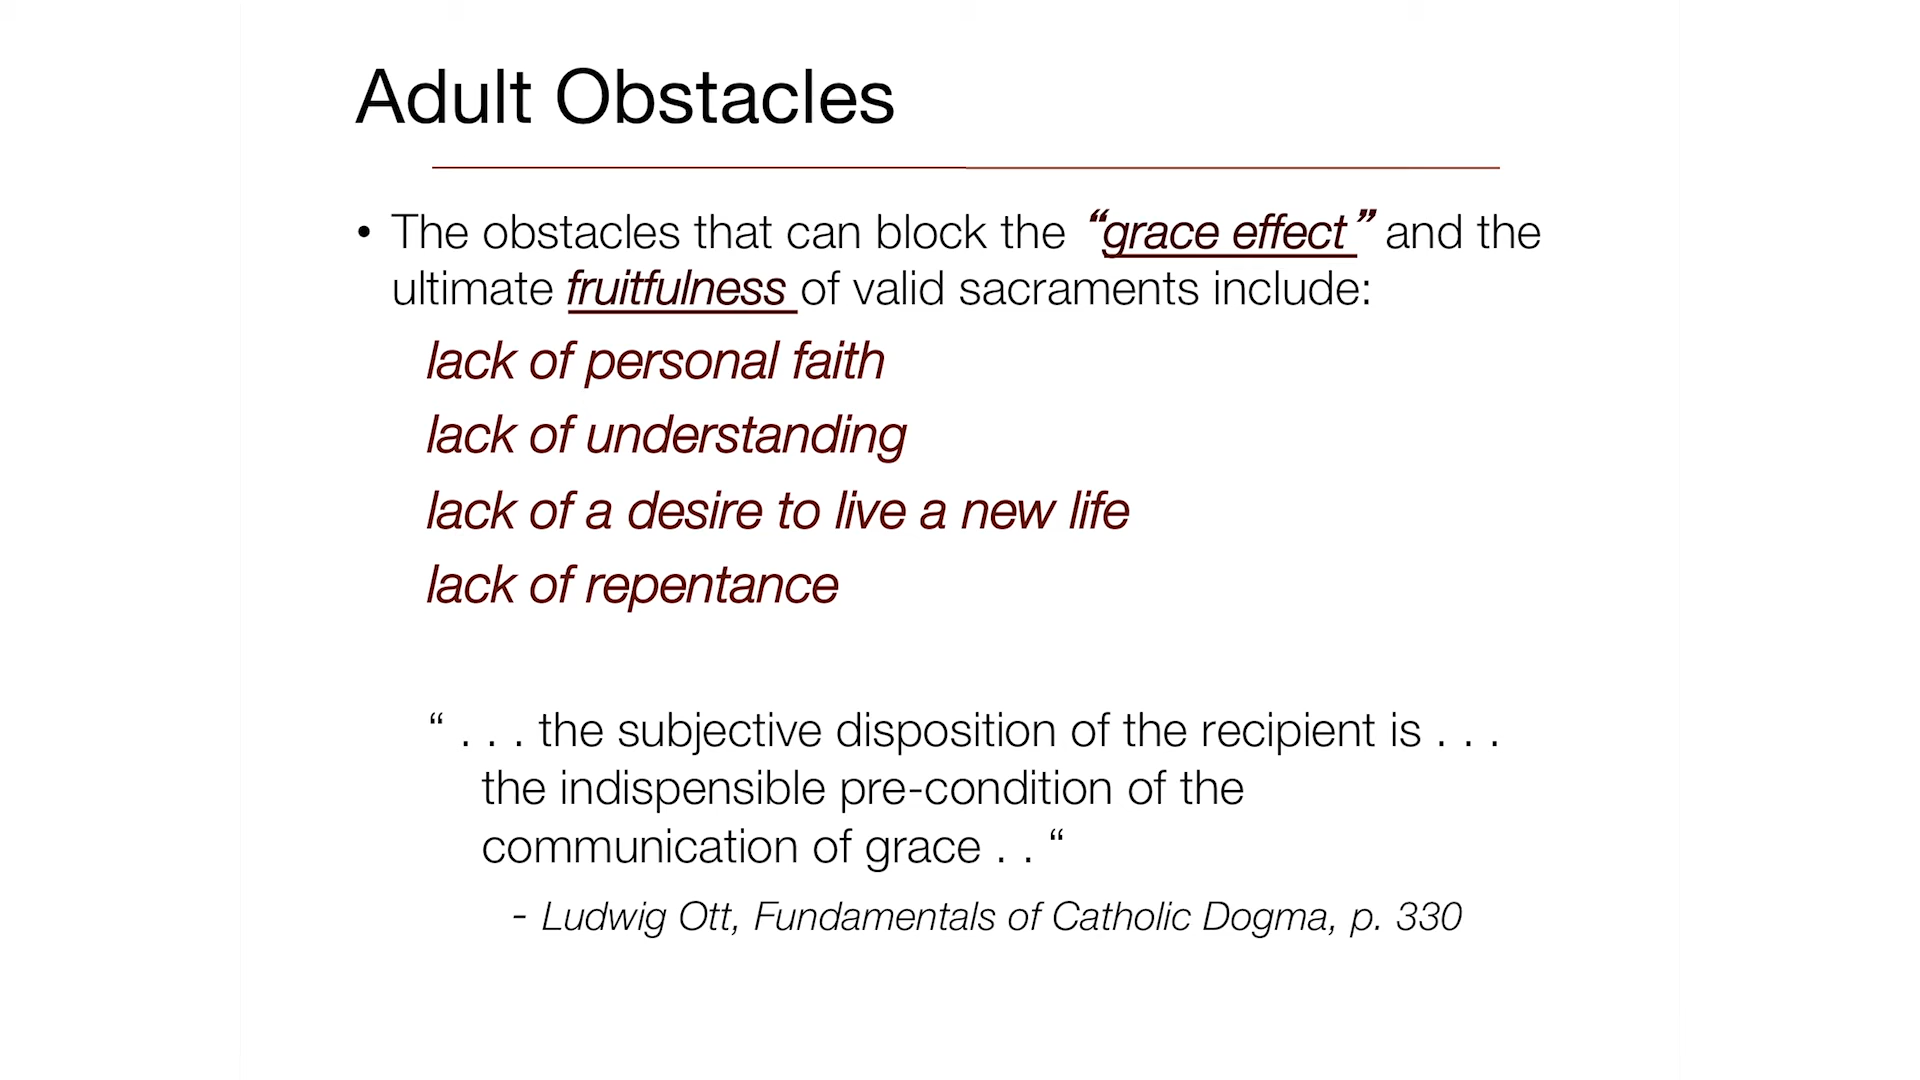 Adult Obstacles
• The obstacles that can block the “grace effect” and the
ultimate fruitfulness of valid sacraments include:
lack of personal faith
lack of understanding
lack of a desire to live a new life
lack of repentance
“ . . . the subjective disposition of the recipient is . . .
the indispensible pre-condition of the
communication of grace . . “
- Ludwig Ott, Fundamentals of Catholic Dogma, p. 330